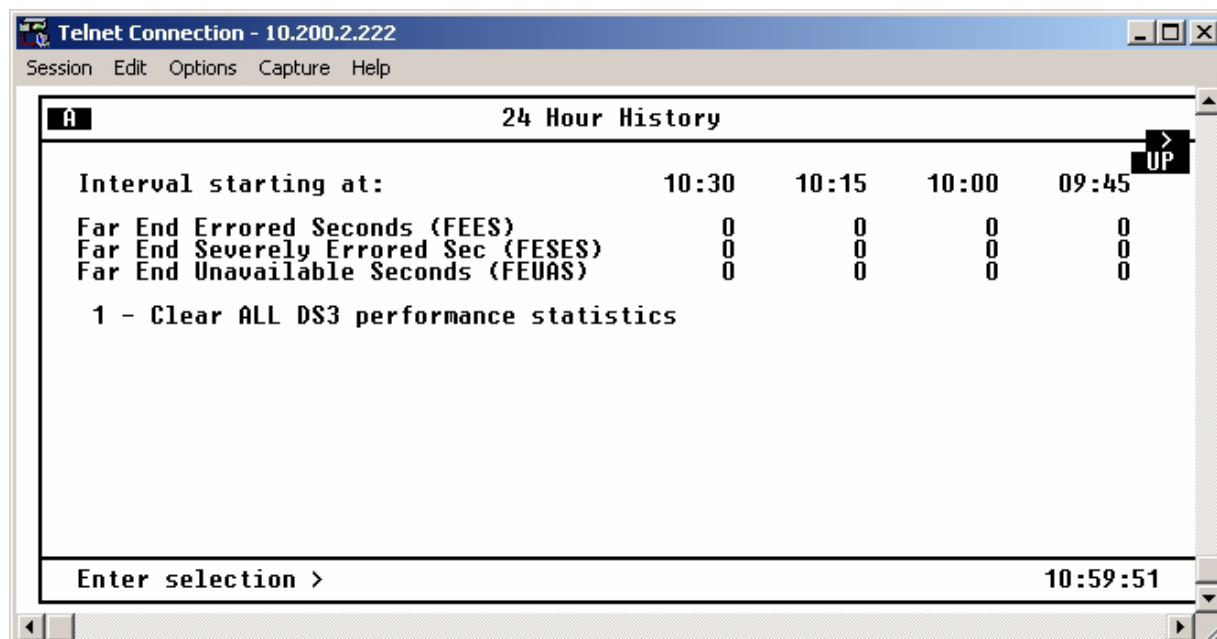 Telnet Connection - 10.200.2.222
Session Edit Options Capture Help
A 24 Hour History
>
UP
Interval starting at: 10:30 10:15 10:00 09:45
Far End Errored Seconds (FEES) 0 0 0 0
Far End Severely Errored Sec (FESES) 0 0 0 0
Far End Unavailable Seconds (FEUAS) 0 0 0 0
1 - Clear ALL DS3 performance statistics
Enter selection > 10:59:51